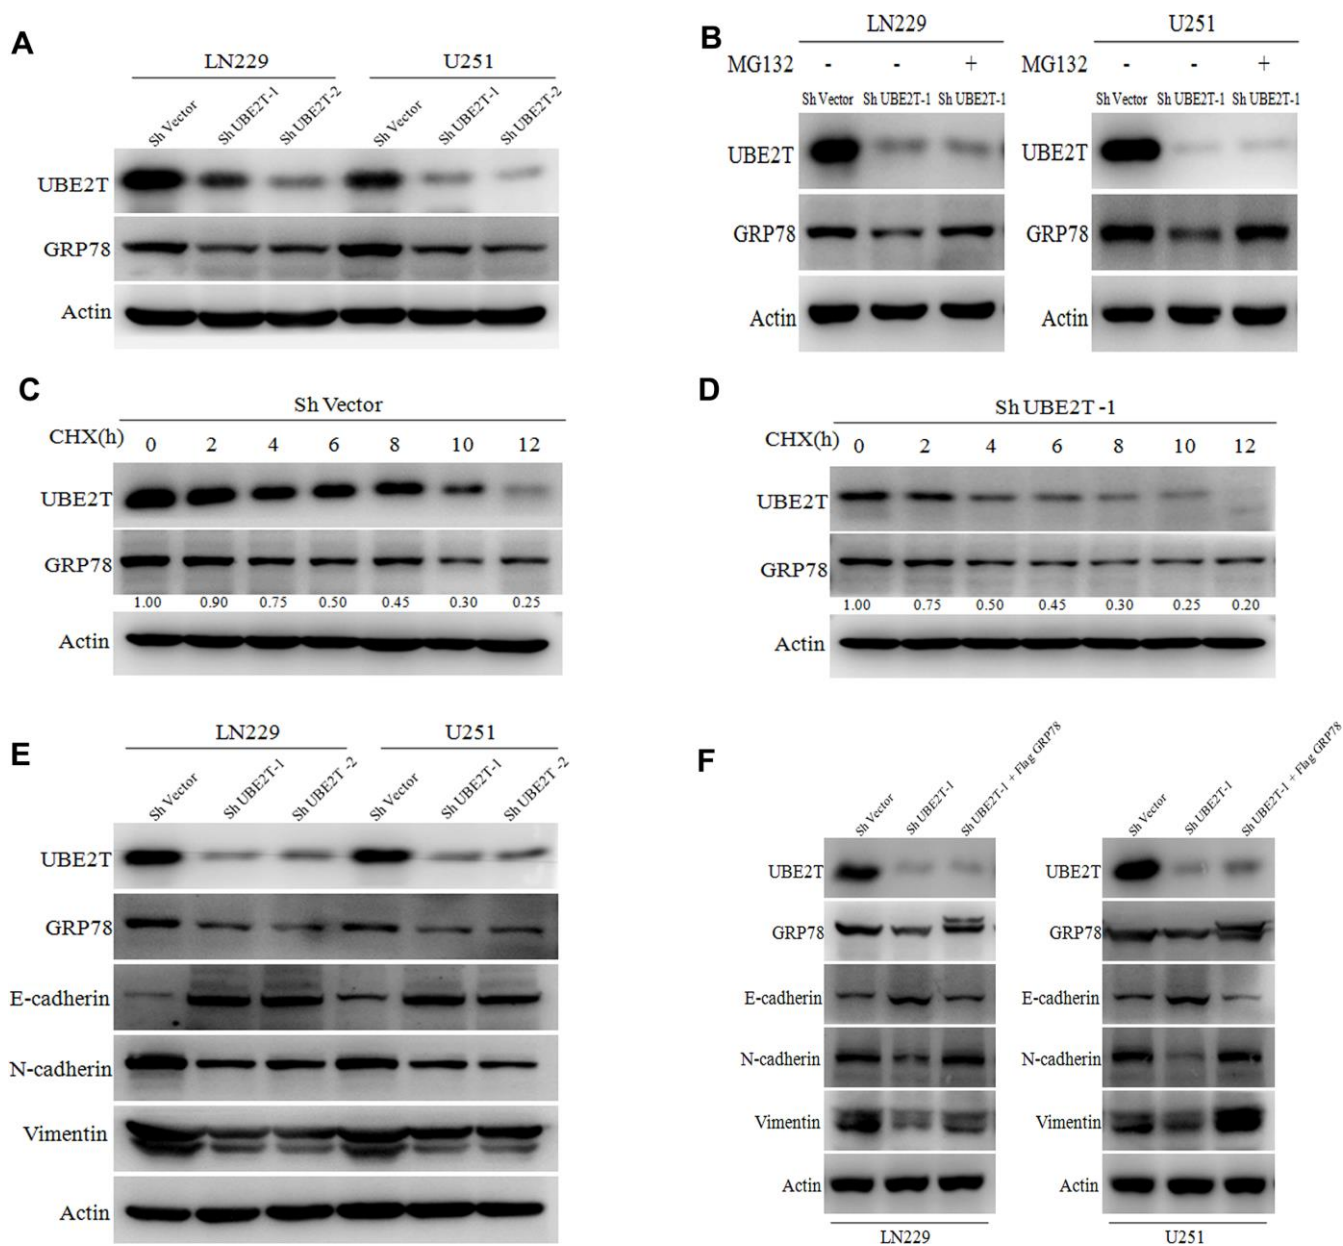 A
LN229 U251
Sh Vector Sh UBE2T-1 Sh UBE2T-2 Sh Vector Sh UBE2T-1 Sh UBE2T-2
UBE2T
GRP78
Actin
B
LN229 U251
MG132 - - + MG132 - - +
Sh Vector Sh UBE2T-1 Sh UBE2T-1 Sh Vector Sh UBE2T-1 Sh UBE2T-1
UBE2T UBE2T
GRP78 GRP78
Actin Actin
C
Sh Vector
CHX(h) 0 2 4 6 8 10 12
UBE2T
GRP78
1.00 0.90 0.75 0.50 0.45 0.30 0.25
Actin
D
Sh UBE2T -1
CHX(h) 0 2 4 6 8 10 12
UBE2T
GRP78
1.00 0.75 0.50 0.45 0.30 0.25 0.20
Actin
E
LN229 U251
Sh Vector Sh UBE2T-1 Sh UBE2T -2 Sh Vector Sh UBE2T-1 Sh UBE2T -2
UBE2T
GRP78
E-cadherin
N-cadherin
Vimentin
Actin
F
Sh Vector Sh UBE2T-1 Sh UBE2T-1 + Flag GRP78 Sh Vector Sh UBE2T-1 Sh UBE2T-1 + Flag GRP78
UBE2T UBE2T
GRP78 GRP78
E-cadherin E-cadherin
N-cadherin N-cadherin
Vimentin Vimentin
Actin Actin
LN229 U251